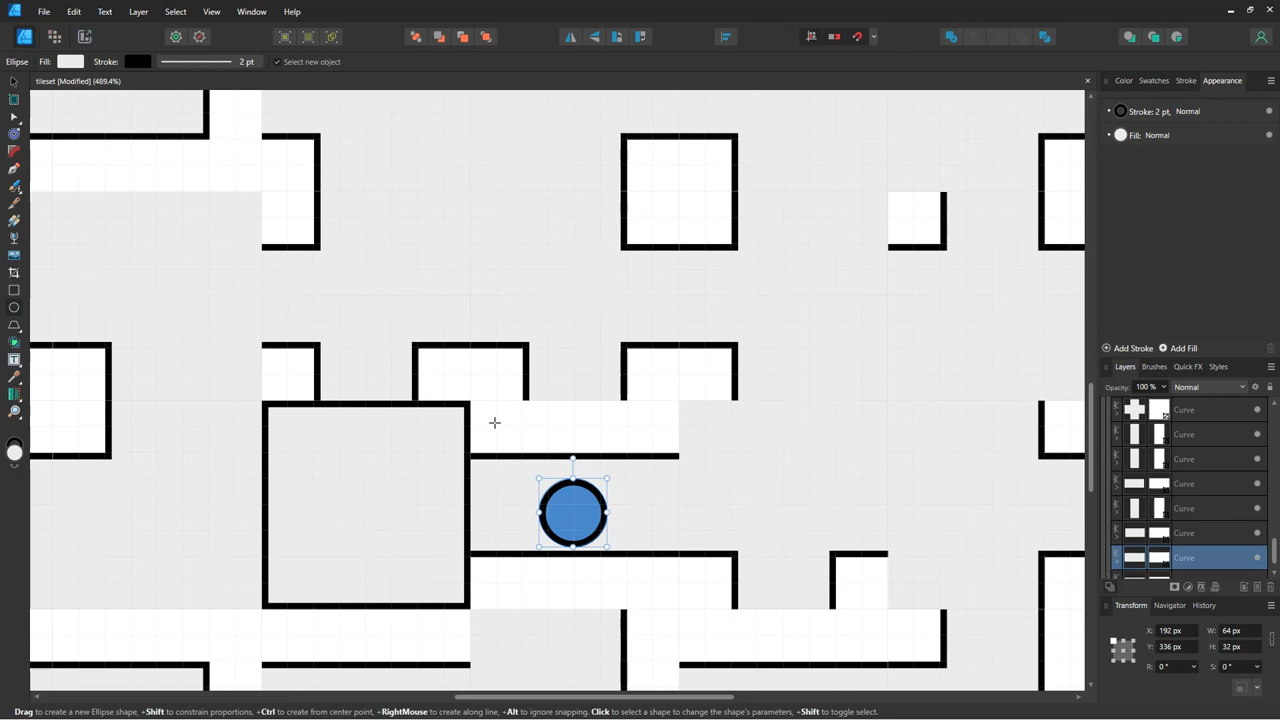 File Edit Text Layer Select View Window Help
Ellipse Fill: Stroke: 2 pt Select new object
tileset [Modified] (489.4%)
Color Swatches Stroke Appearance
Stroke: 2 pt, Normal
Fill: Normal
Add Stroke Add Fill
Layers Brushes Quick FX Styles
Opacity: 100 % Normal
Curve
Curve
Curve
Curve
Curve
Curve
Curve
Transform Navigator History
X: 192 px W: 64 px
Y: 336 px H: 32 px
R: 0 ° S: 0 °
Drag to create a new Ellipse shape, +Shift to constrain proportions, +Ctrl to create from center point, +RightMouse to create along line, +Alt to ignore snapping. Click to select a shape to change the shape's parameters, +Shift to toggle select.